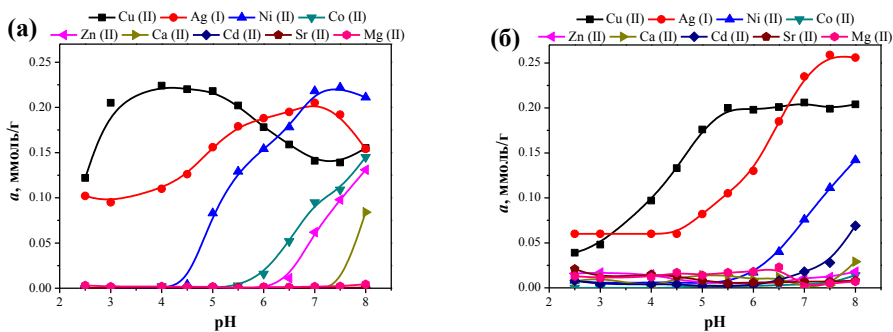 (а)
Cu (II) Ag (I) Ni (II) Co (II)
Zn (II) Ca (II) Cd (II) Sr (II) Mg (II)
a, ммоль/г
0.25
0.20
0.15
0.10
0.05
0.00
2 3 4 5 6 7 8
pH
(б)
Cu (II) Ag (I) Ni (II) Co (II)
Zn (II) Ca (II) Cd (II) Sr (II) Mg (II)
a, ммоль/г
0.25
0.20
0.15
0.10
0.05
0.00
2 3 4 5 6 7 8
pH